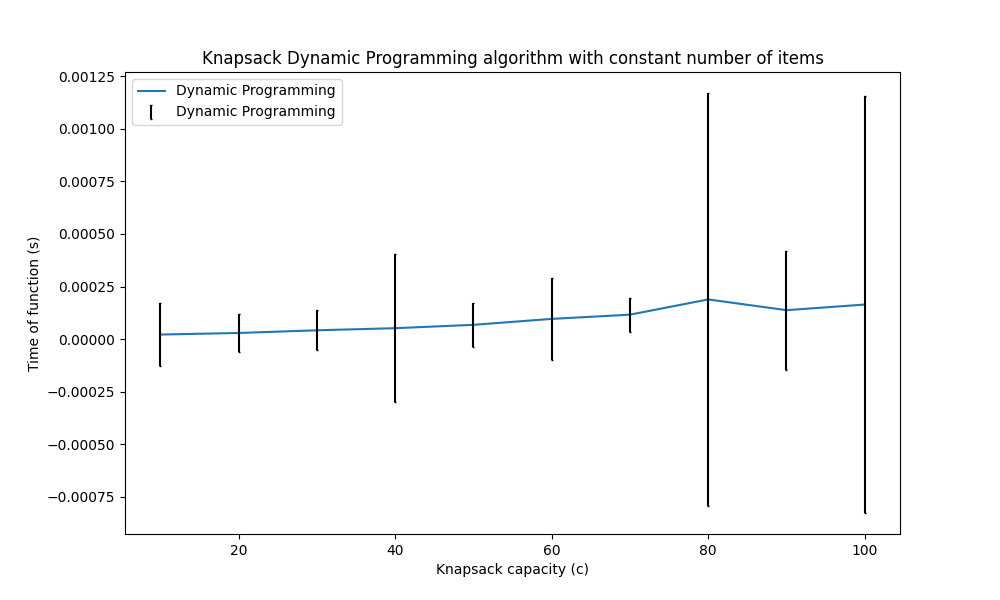 Knapsack Dynamic Programming algorithm with constant number of items
Dynamic Programming
Dynamic Programming
Time of function (s)
0.00125
0.00100
0.00075
0.00050
0.00025
0.00000
−0.00025
−0.00050
−0.00075
20 40 60 80 100
Knapsack capacity (c)